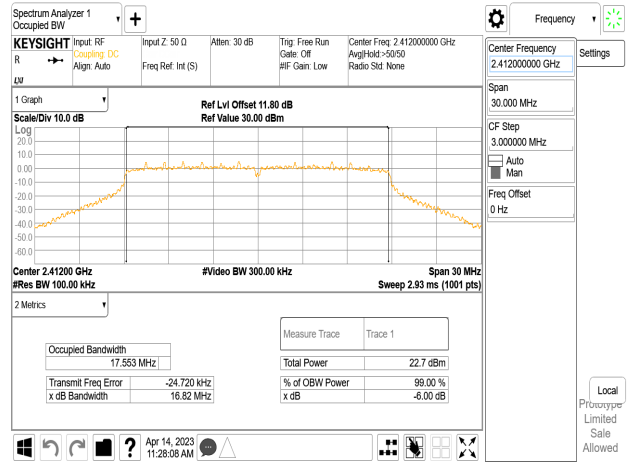 Spectrum Analyzer 1
Occupied BW
Frequency
KEYSIGHT
R
LXI
Input: RF
Coupling: DC
Align: Auto
Input Z: 50 Ω
Freq Ref: Int (S)
Atten: 30 dB
Trig: Free Run
Gate: Off
#IF Gain: Low
Center Freq: 2.412000000 GHz
Avg|Hold:>50/50
Radio Std: None
Center Frequency
2.412000000 GHz
Settings
Span
30.000 MHz
CF Step
3.000000 MHz
Auto
Man
Freq Offset
0 Hz
1 Graph
Ref Lvl Offset 11.80 dB
Scale/Div 10.0 dB
Ref Value 30.00 dBm
Log
20.0
10.0
0.00
-10.0
-20.0
-30.0
-40.0
-50.0
-60.0
Center 2.41200 GHz
#Video BW 300.00 kHz
Span 30 MHz
#Res BW 100.00 kHz
Sweep 2.93 ms (1001 pts)
2 Metrics
Measure Trace
Trace 1
Occupied Bandwidth
17.553 MHz
Total Power
22.7 dBm
Transmit Freq Error
-24.720 kHz
% of OBW Power
99.00 %
x dB Bandwidth
16.82 MHz
x dB
-6.00 dB
Local
Prototype
Limited
Sale
Allowed
?
Apr 14, 2023
11:28:08 AM